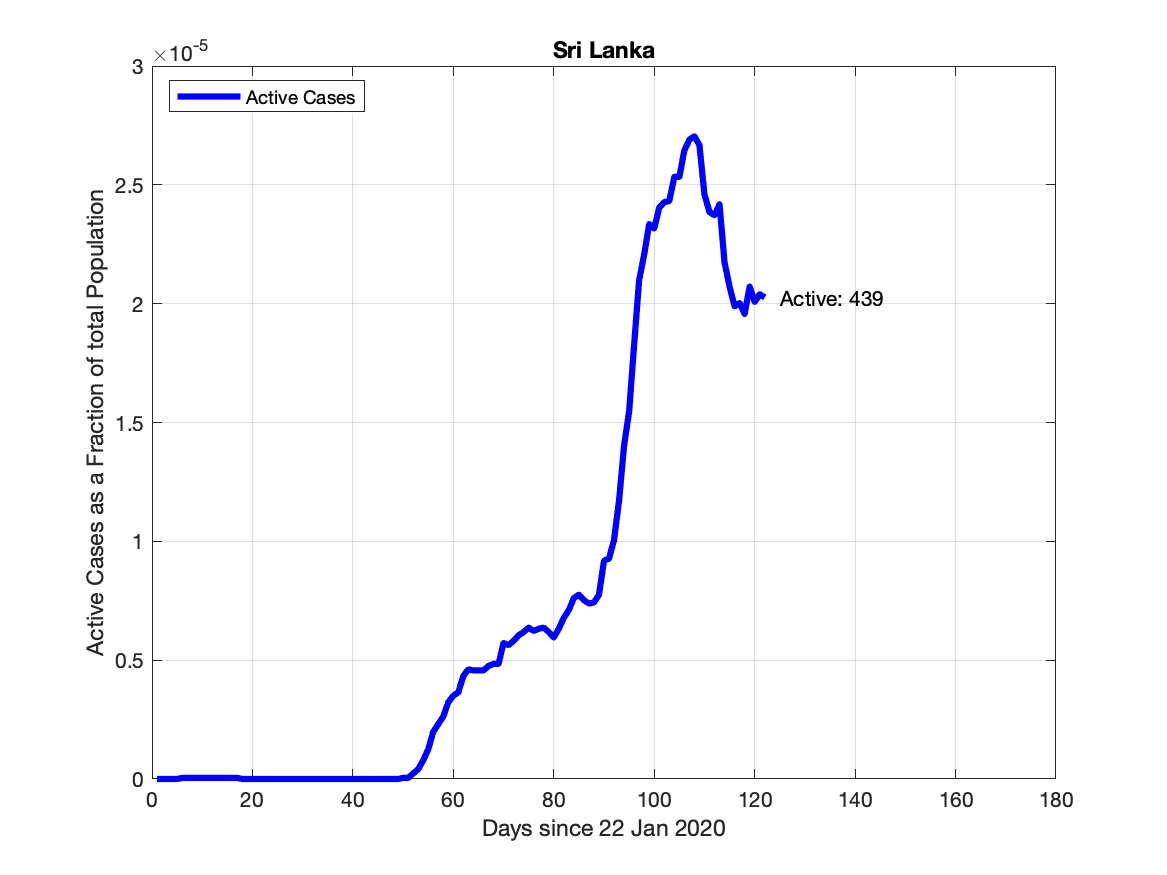 Sri Lanka
×10-5
Active Cases
3
2.5
2
1.5
1
0.5
0
Active Cases as a Fraction of total Population
Active: 439
0 20 40 60 80 100 120 140 160 180
Days since 22 Jan 2020